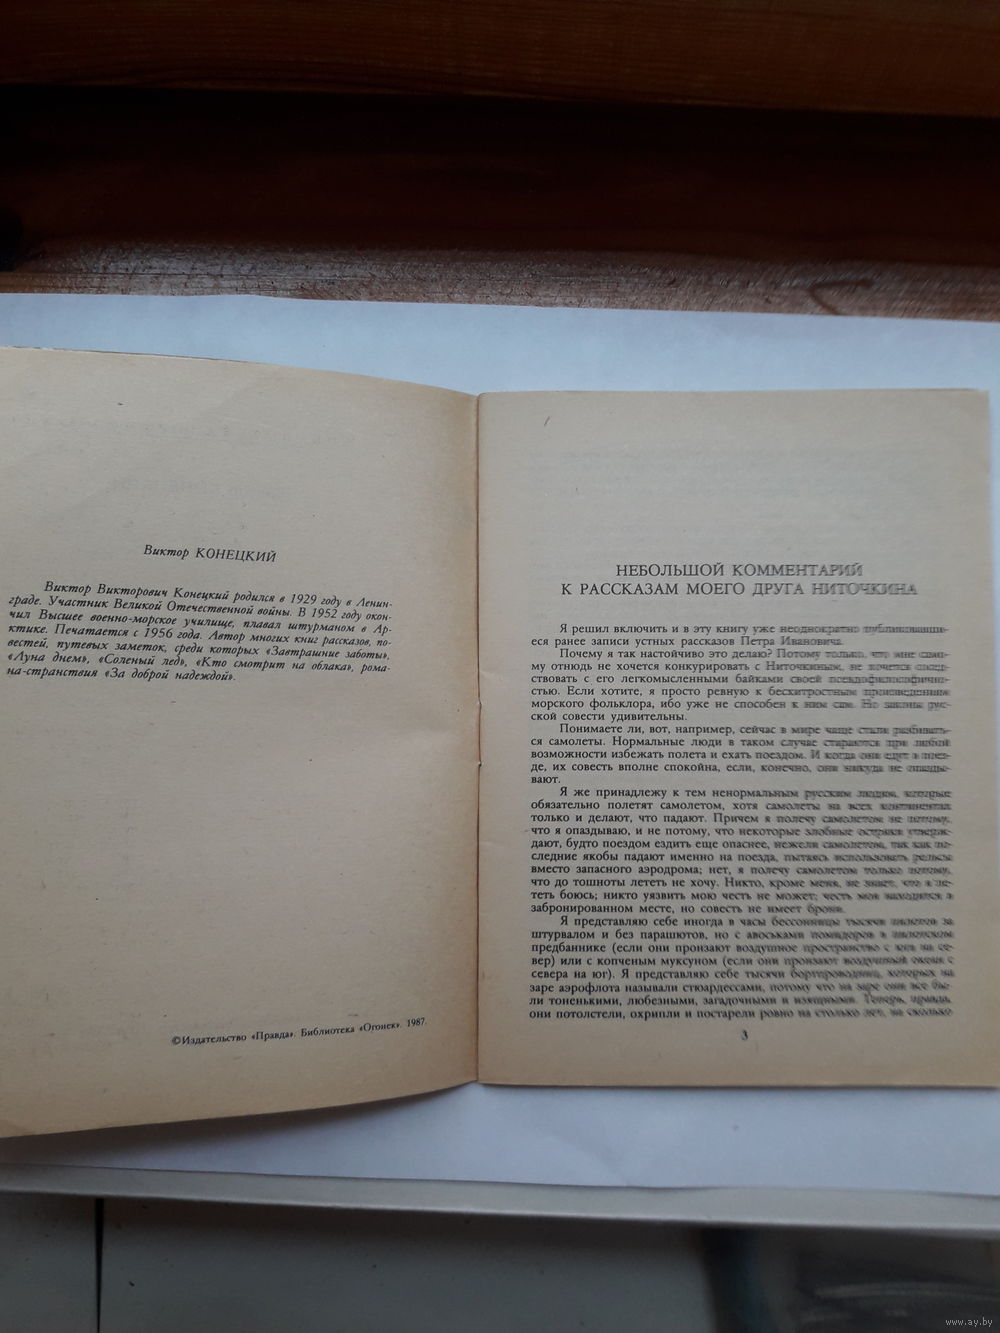 Виктор КОНЕЦКИЙ
Виктор Викторович Конецкий родился в 1929 году в Ленин-
граде. Участник Великой Отечественной войны. В 1952 году окон-
чил Высшее военно-морское училище, плавал штурманом в Ар-
ктике. Печатается с 1956 года. Автор многих книг рассказов, по-
вестей, путевых заметок, среди которых «Завтрашние заботы»,
«Луна днем», «Соленый лед», «Кто смотрит на облака», рома-
на-странствия «За доброй надеждой».
©Издательство «Правда». Библиотека «Огонек». 1987.
НЕБОЛЬШОЙ КОММЕНТАРИЙ
К РАССКАЗАМ МОЕГО ДРУГА НИТОЧКИНА
Я решил включить и в эту книгу уже неоднократно публиковавши-
еся ранее записи устных рассказов Петра Ивановича.
Почему я так настойчиво это делаю? Потому только, что мне само-
му отнюдь не хочется конкурировать с Ниточкиным, не хочется
ствовать с его легкомысленными байками своей псевдофилософично-
стью. Если хотите, я просто ревную к бесхитростным произведениям
морского фольклора, ибо уже не способен к ним сам. Но законы рус-
ской совести удивительны.
Понимаете ли, вот, например, сейчас в мире чаще стали разбивать-
ся самолеты. Нормальные люди в таком случае стараются при любой
возможности избежать полета и ехать поездом. И когда они едут в поез-
де, их совесть вполне спокойна, если, конечно, они никуда не опазды-
вают.
Я же принадлежу к тем ненормальным русским людям, которые
обязательно полетят самолетом, хотя самолеты на всех континентах
только и делают, что падают. Причем я полечу самолетом не потому,
что я опаздываю, и не потому, что некоторые злобные остряки утверж-
дают, будто поездом ездить еще опаснее, нежели самолетом, так как по-
следние якобы падают именно на поезда, пытаясь использовать рельсы
вместо запасного аэродрома; нет, я полечу самолетом только потому,
что до тошноты лететь не хочу. Никто, кроме меня, не знает, что я ле-
теть боюсь; никто уязвить мою честь не может; честь моя находится в
забронированном месте, но совесть не имеет брони.
Я представляю себе иногда в часы бессонницы тысячи пилотов за
штурвалом и без парашютов, но с авоськами помидоров в пилотском
предбаннике (если они пронзают воздушное пространство с юга на се-
вер) или с копченым муксуном (если они пронзают воздушный океан с
севера на юг). Я представляю себе тысячи бортпроводниц, которых на
заре аэрофлота называли стюардессами, потому что на заре они все бы-
ли тоненькими, любезными, загадочными и изящными. Теперь, правда,
они потолстели, охрипли и постарели ровно на столько лет, на сколько
3
www.ay.by